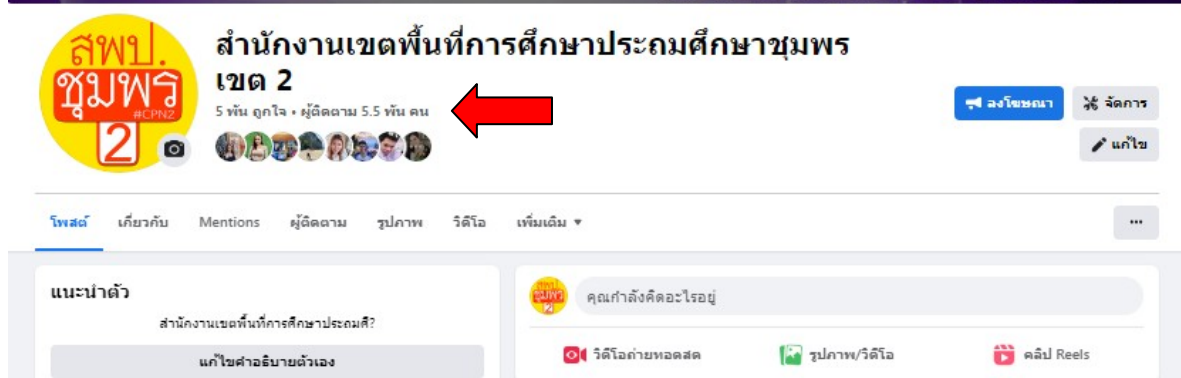 สพป.
ชุมพร
#CPN2
2
สำนักงานเขตพื้นที่การศึกษาประถมศึกษาชุมพร
เขต 2
5 พัน ถูกใจ • ผู้ติดตาม 5.5 พัน คน
ลงโฆษณา
จัดการ
แก้ไข
โพสต์ เกี่ยวกับ Mentions ผู้ติดตาม รูปภาพ วิดีโอ เพิ่มเติม
แนะนำตัว
สำนักงานเขตพื้นที่การศึกษาประถมศึ?
แก้ไขคำอธิบายตัวเอง
สพป.
ชุมพร
2
คุณกำลังคิดอะไรอยู่
วิดีโอถ่ายทอดสด รูปภาพ/วิดีโอ คลิป Reels